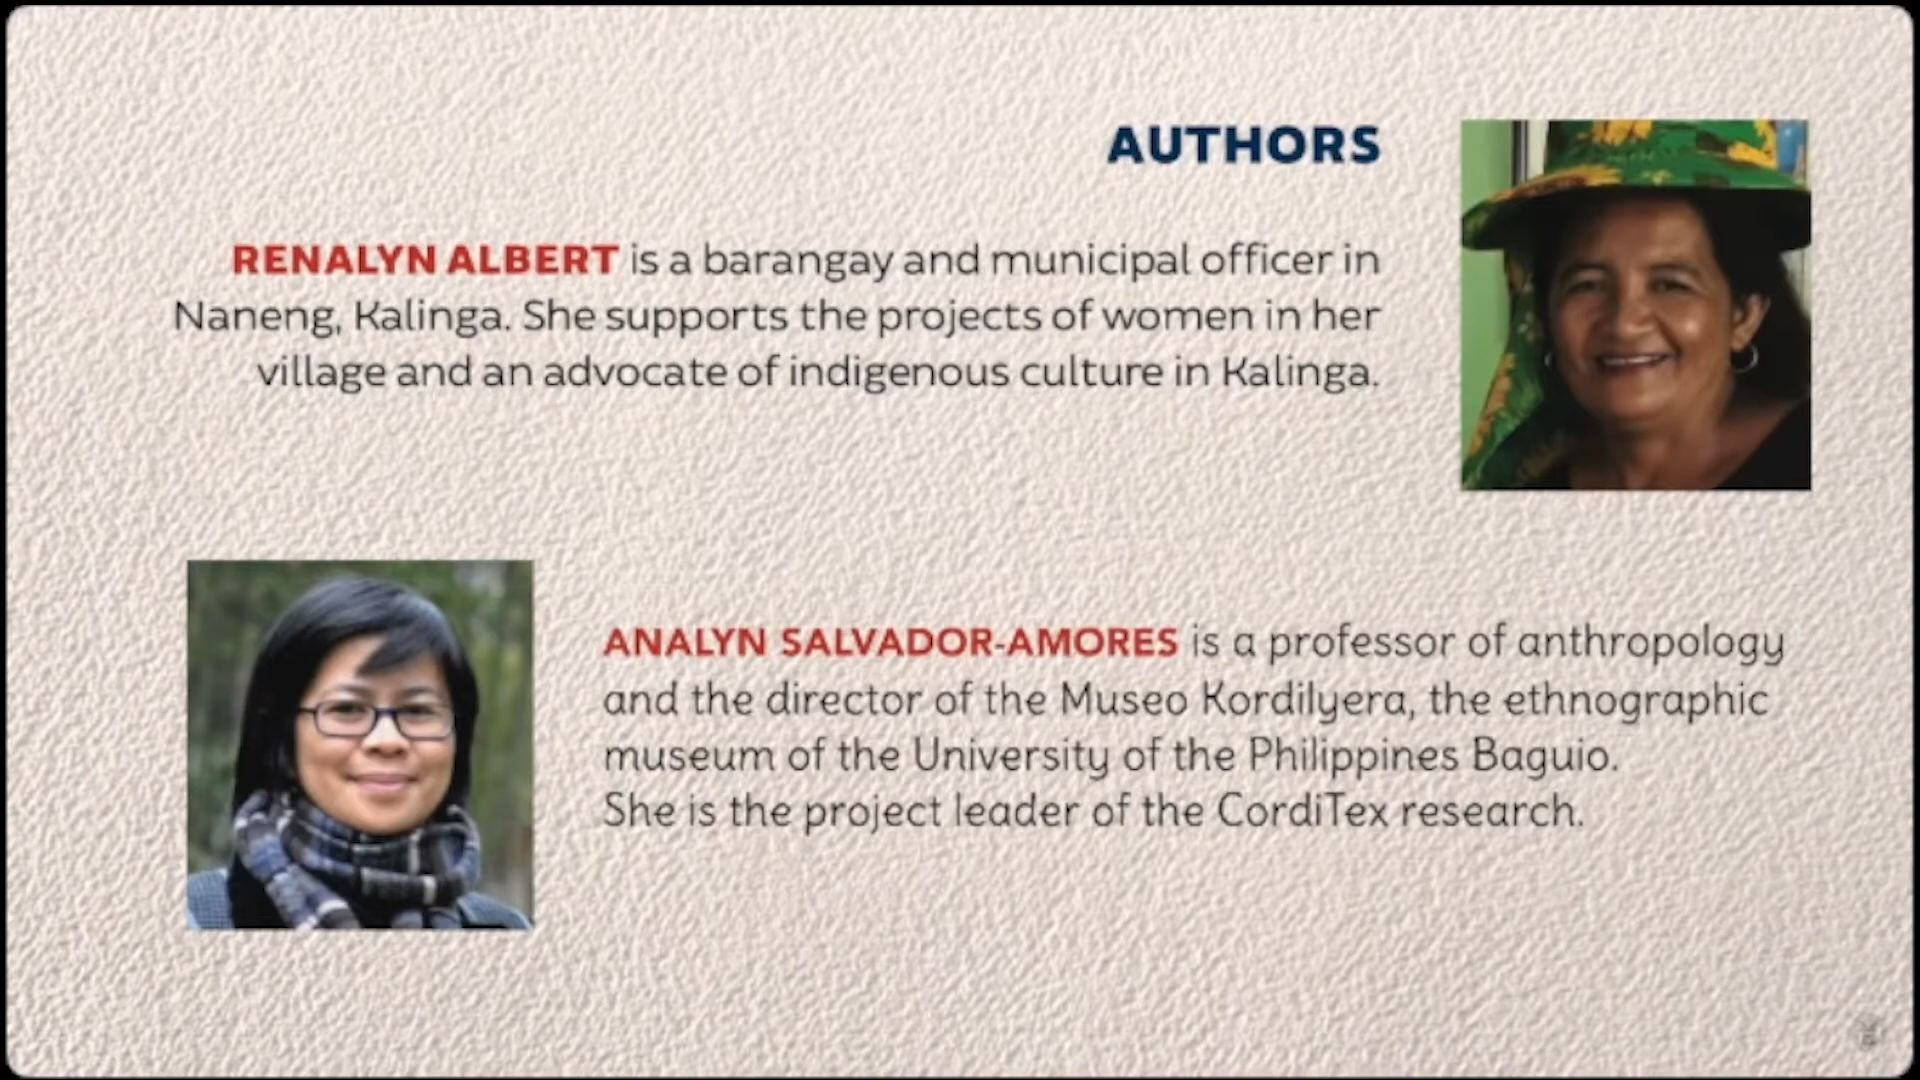 AUTHORS
RENALYN ALBERT is a barangay and municipal officer in
Naneng, Kalinga. She supports the projects of women in her
village and an advocate of indigenous culture in Kalinga.
ANALYN SALVADOR-AMORES is a professor of anthropology
and the director of the Museo Kordilyera, the ethnographic
museum of the University of the Philippines Baguio.
She is the project leader of the CordiTex research.